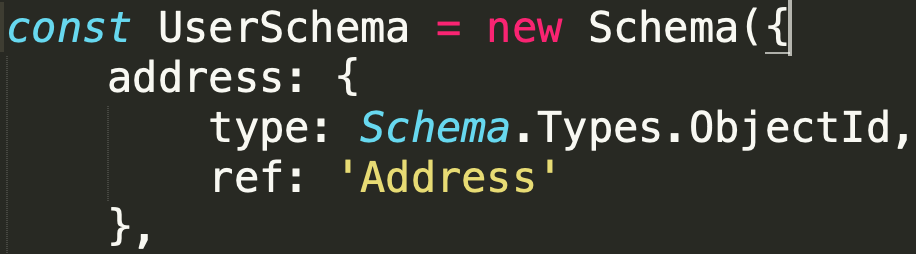 const UserSchema = new Schema({
    address: {
        type: Schema.Types.ObjectId,
        ref: 'Address'
    },